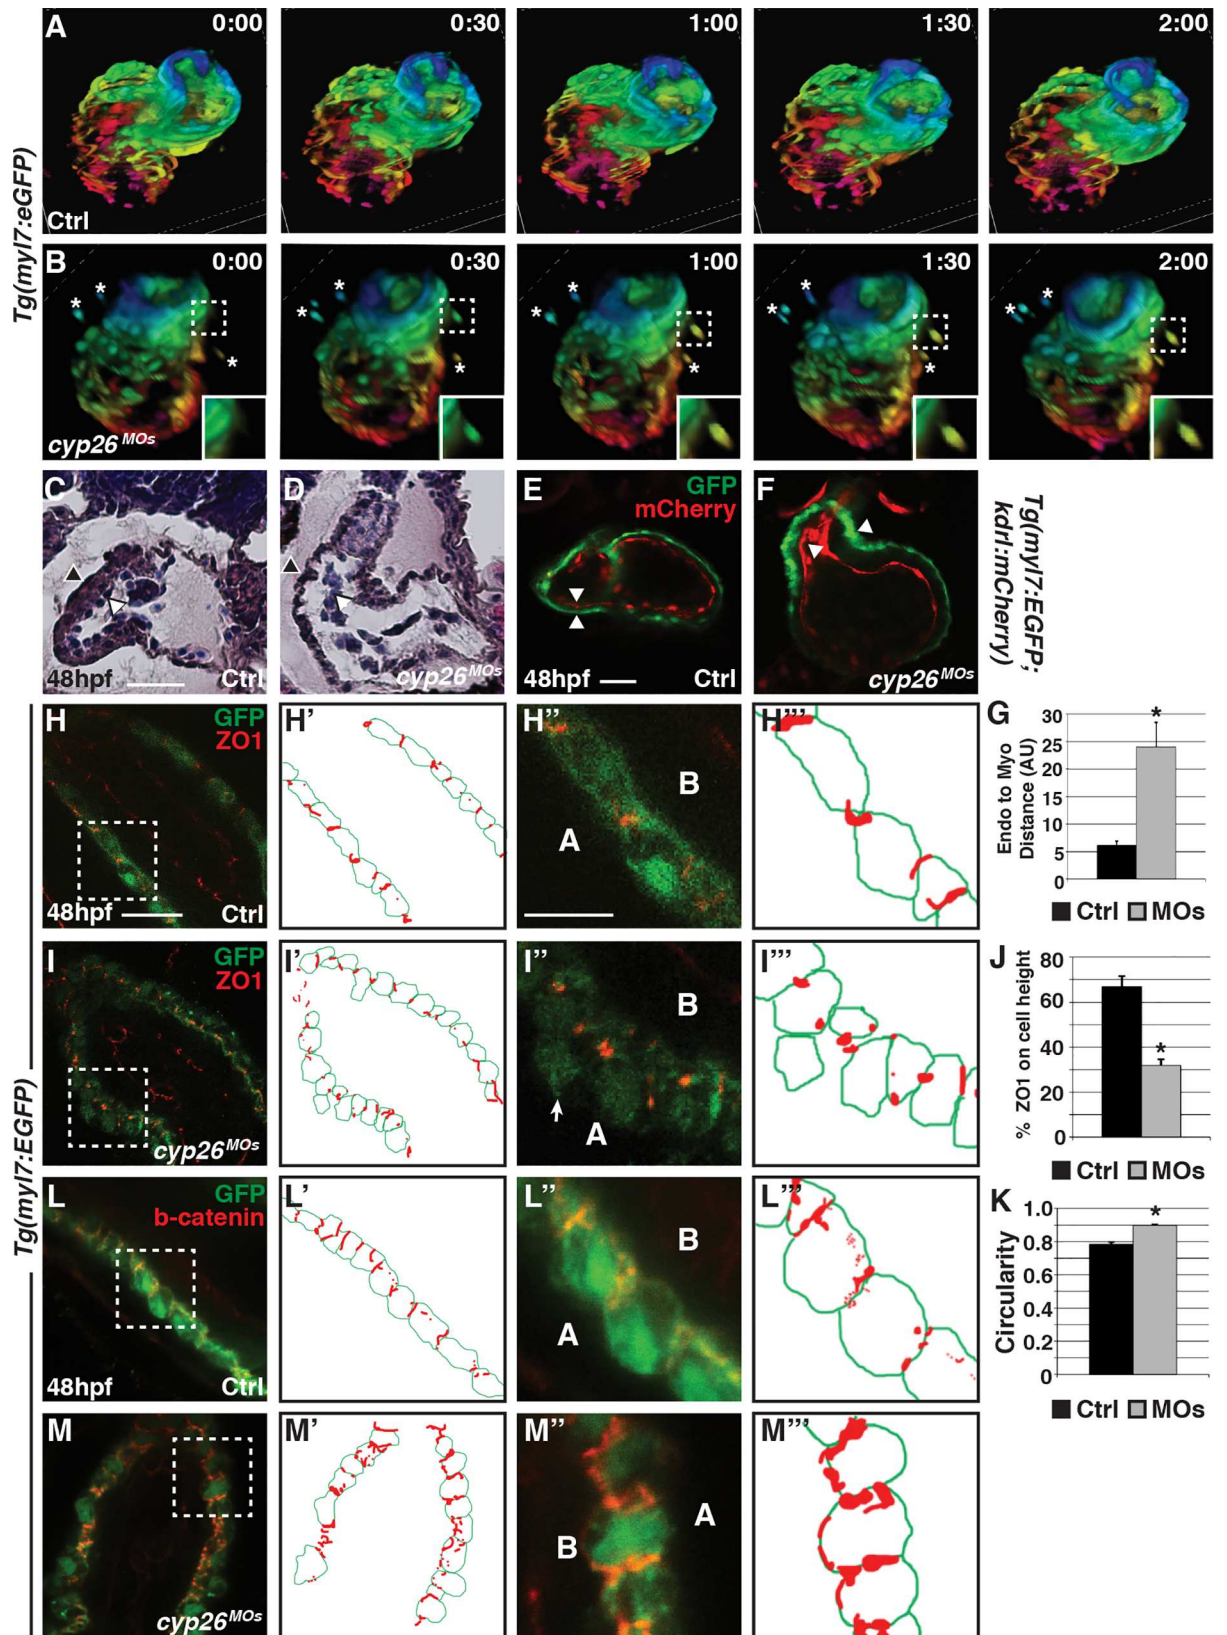 A 0:00 0:30 1:00 1:30 2:00
Ctrl
Tg(myl7:eGFP)
B 0:00 0:30 1:00 1:30 2:00
* * * * * * * * * * * * * *
cyp26MOs
C D E GFP F
mCherry
48hpf Ctrl cyp26MOs 48hpf Ctrl cyp26MOs
Tg(myl7:EGFP;
kdrl:mCherry)
H GFP H' H'' H'''
ZO1
B
A
48hpf Ctrl
G
Endo to Myo
Distance (AU)
30
25
20
15
10
5
0
*
Ctrl MOs
I GFP I' I'' I'''
ZO1
B
A
cyp26MOs
J
% ZO1 on cell height
80
60
40
20
0
*
Ctrl MOs
Tg(myl7:EGFP)
L GFP L' L'' L'''
b-catenin
B
A
48hpf Ctrl
K
Circularity
1.0
0.8
0.6
0.4
0.2
0
*
Ctrl MOs
M M' M'' M'''
A
B
cyp26MOs